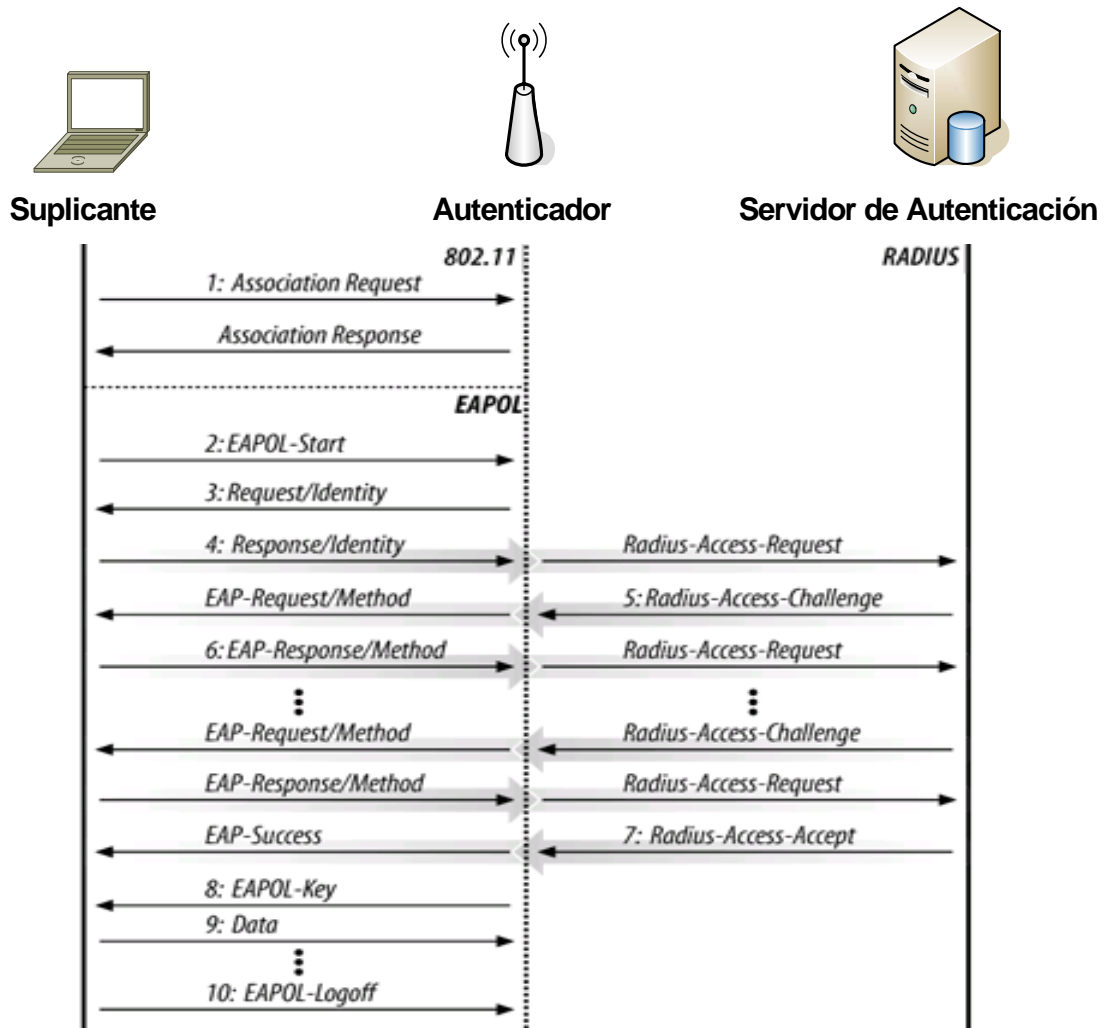 Suplicante
Autenticador
Servidor de Autenticación
802.11
RADIUS
1: Association Request
Association Response
EAPOL
2: EAPOL-Start
3: Request/Identity
4: Response/Identity
Radius-Access-Request
EAP-Request/Method
5: Radius-Access-Challenge
6: EAP-Response/Method
Radius-Access-Request
EAP-Request/Method
Radius-Access-Challenge
EAP-Response/Method
Radius-Access-Request
EAP-Success
7: Radius-Access-Accept
8: EAPOL-Key
9: Data
10: EAPOL-Logoff